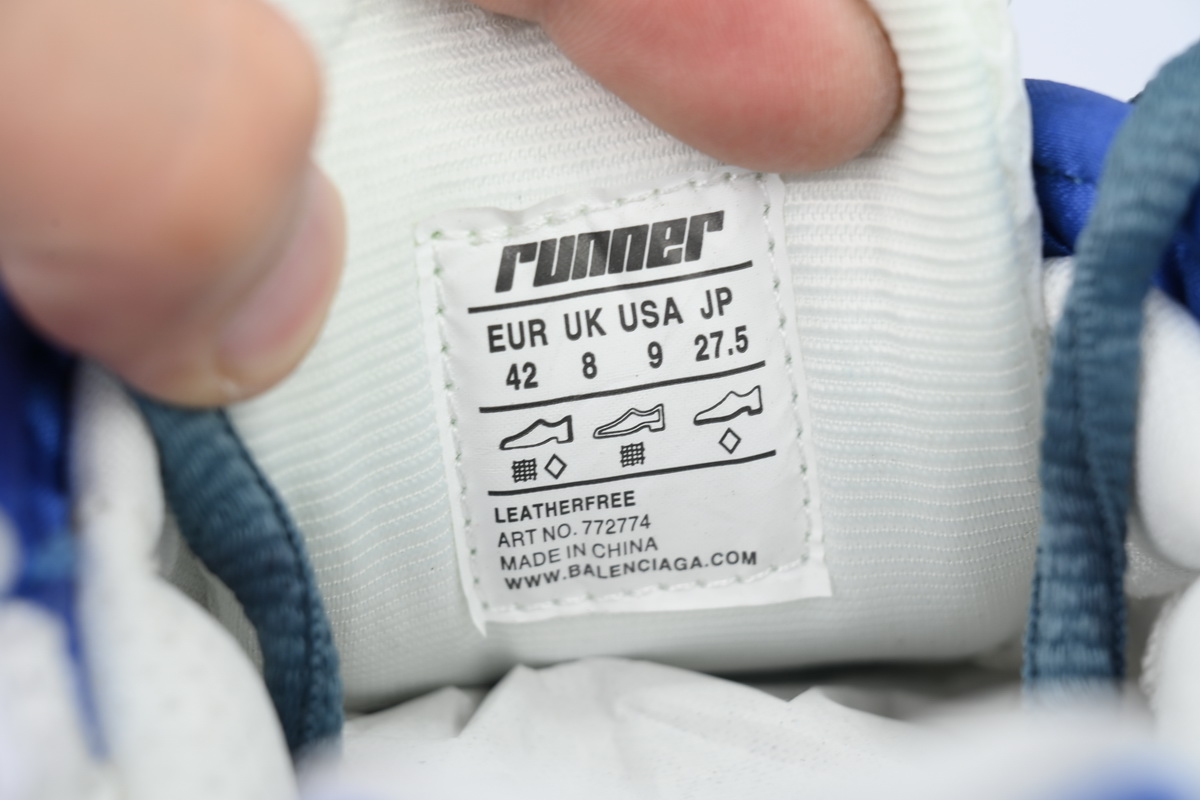 runner
EUR UK USA JP
42 8 9 27.5
LEATHERFREE
ART NO. 772774
MADE IN CHINA
WWW.BALENCIAGA.COM